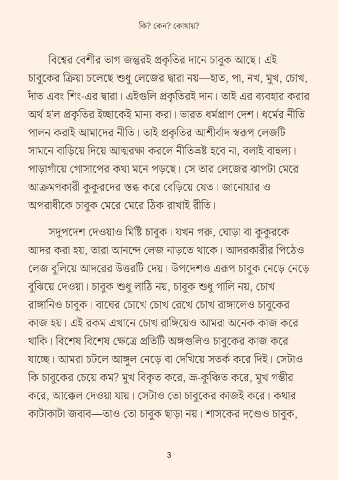 কি? কেন? কোথায়?
বিশ্বের বেশীর ভাগ জন্তুরই প্রকৃতির দানে চাবুক আছে। এই
চাবুকের ক্রিয়া চলেছে শুধু লেজের দ্বারা নয়—হাত, পা, নখ, মুখ, চোখ,
দাঁত এবং শিং-এর দ্বারা। এইগুলি প্রকৃতিরই দান। তাই এর ব্যবহার করার
অর্থ হ'ল প্রকৃতির ইচ্ছাকেই মান্য করা। ভারত ধর্মপ্রাণ দেশ। ধর্মের নীতি
পালন করাই আমাদের নীতি। তাই প্রকৃতির আশীর্বাদ স্বরূপ লেজটি
সামনে বাড়িয়ে দিয়ে আত্মরক্ষা করলে নীতিভ্রষ্ট হবে না, বলাই বাহুল্য।
পাড়াগাঁয়ে গোসাপের কথা মনে পড়ছে। সে তার লেজের ঝাপটা মেরে
আক্রমণকারী কুকুরদের স্তব্ধ করে বেড়িয়ে যেত। জানোয়ার ও
অপরাধীকে চাবুক মেরে মেরে ঠিক রাখাই রীতি।
সদুপদেশ দেওয়াও মিষ্টি চাবুক। যখন গরু, ঘোড়া বা কুকুরকে
আদর করা হয়, তারা আনন্দে লেজ নাড়তে থাকে। আদরকারীর পিঠেও
লেজ বুলিয়ে আদরের উত্তরটি দেয়। উপদেশও এরূপ চাবুক নেড়ে নেড়ে
বুঝিয়ে দেওয়া। চাবুক শুধু লাঠি নয়, চাবুক শুধু গালি নয়, চোখ
রাঙ্গানিও চাবুক। বাঘের চোখে চোখ রেখে চোখ রাঙ্গালেও চাবুকের
কাজ হয়। এই রকম এখানে চোখ রাঙ্গিয়েও আমরা অনেক কাজ করে
থাকি। বিশেষ বিশেষ ক্ষেত্রে প্রতিটি অঙ্গগুলিও চাবুকের কাজ করে
যাচ্ছে। আমরা চটলে আঙ্গুল নেড়ে বা দেখিয়ে সতর্ক করে দিই। সেটাও
কি চাবুকের চেয়ে কম? মুখ বিকৃত করে, ভ্রূ-কুঞ্চিত করে, মুখ গম্ভীর
করে, আক্কেল দেওয়া যায়। সেটাও তো চাবুকের কাজই করে। কথার
কাটাকাটা জবাব—তাও তো চাবুক ছাড়া নয়। শাসকের দণ্ডেও চাবুক,
3